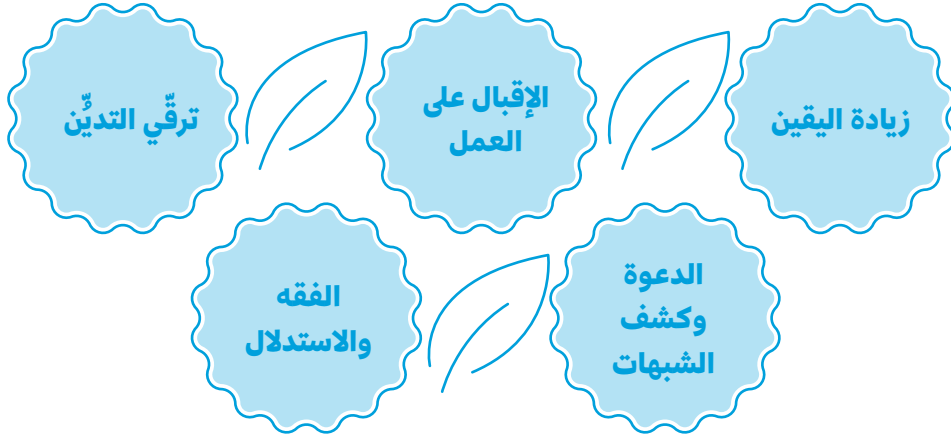 زيادة اليقين
الإقبال على
العمل
ترقّي التديُّن
الدعوة
وكشف
الشبهات
الفقه
والاستدلال